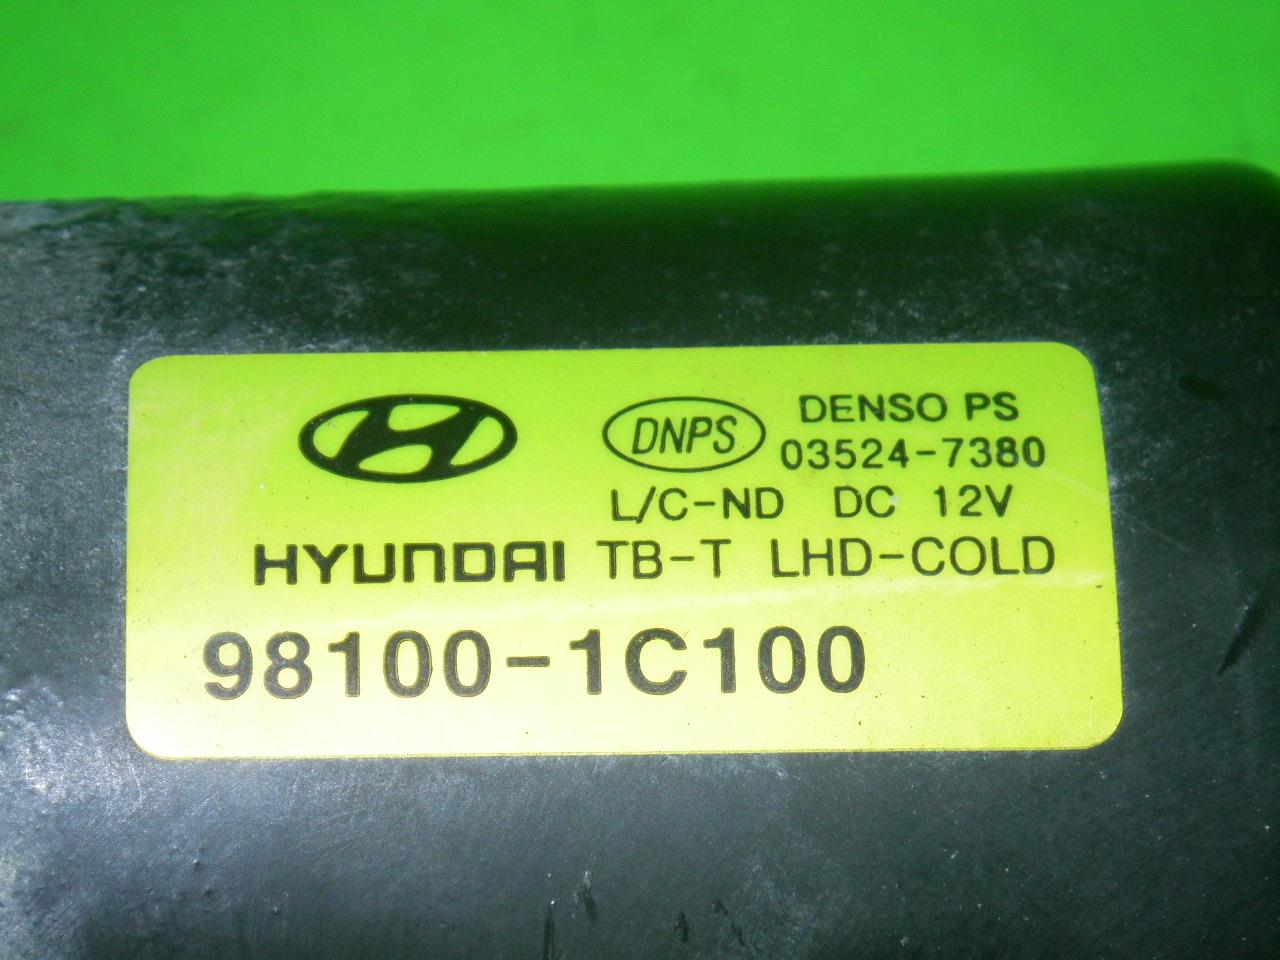 DENSO PS
DNPS 03524-7380
L/C-ND DC 12V
HYUNDAI TB-T LHD-COLD
98100-1C100